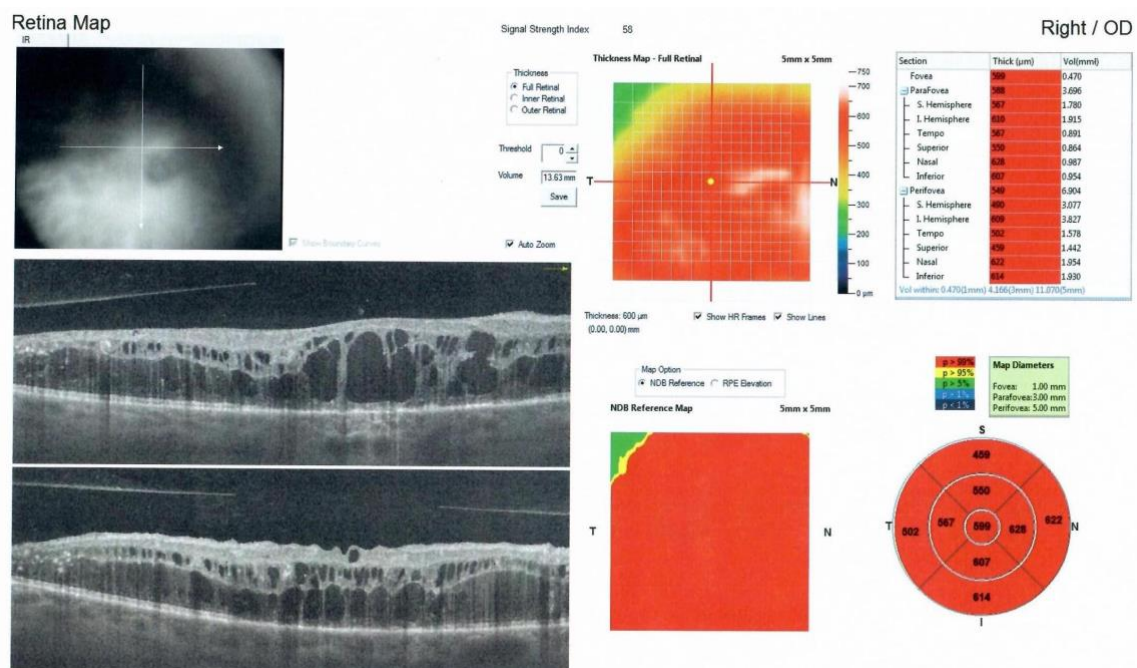 Retina Map
Right / OD
IR
Signal Strength Index 58
Thickness
Full Retinal
Inner Retinal
Outer Retinal
Threshold 0
Volume 13.63 mm
Save
Show Boundary Curves
Auto Zoom
Thickness Map - Full Retinal 5mm x 5mm
T
N
750
700
600
500
400
300
200
100
0 µm
Thickness: 600 µm
(0.00, 0.00) mm
Show HR Frames
Show Lines
Section Thick (µm) Vol(mm)
Fovea 599 0.470
ParaFovea 588 3.696
S. Hemisphere 567 1.780
I. Hemisphere 610 1.915
Tempo 567 0.891
Superior 550 0.864
Nasal 628 0.987
Inferior 607 0.954
Perifovea 549 6.904
S. Hemisphere 490 3.077
I. Hemisphere 609 3.827
Tempo 502 1.578
Superior 459 1.442
Nasal 622 1.954
Inferior 614 1.930
Vol within: 0.470(1mm) 4.166(3mm) 11.070(5mm)
Map Option
NDB Reference
RPE Elevation
NDB Reference Map 5mm x 5mm
T
N
p > 99%
p > 95%
p > 5%
p > 1%
p < 1%
Map Diameters
Fovea: 1.00 mm
Parafovea:3.00 mm
Perifovea: 5.00 mm
S
459
550
T 502 567 599 628 622 N
607
614
I